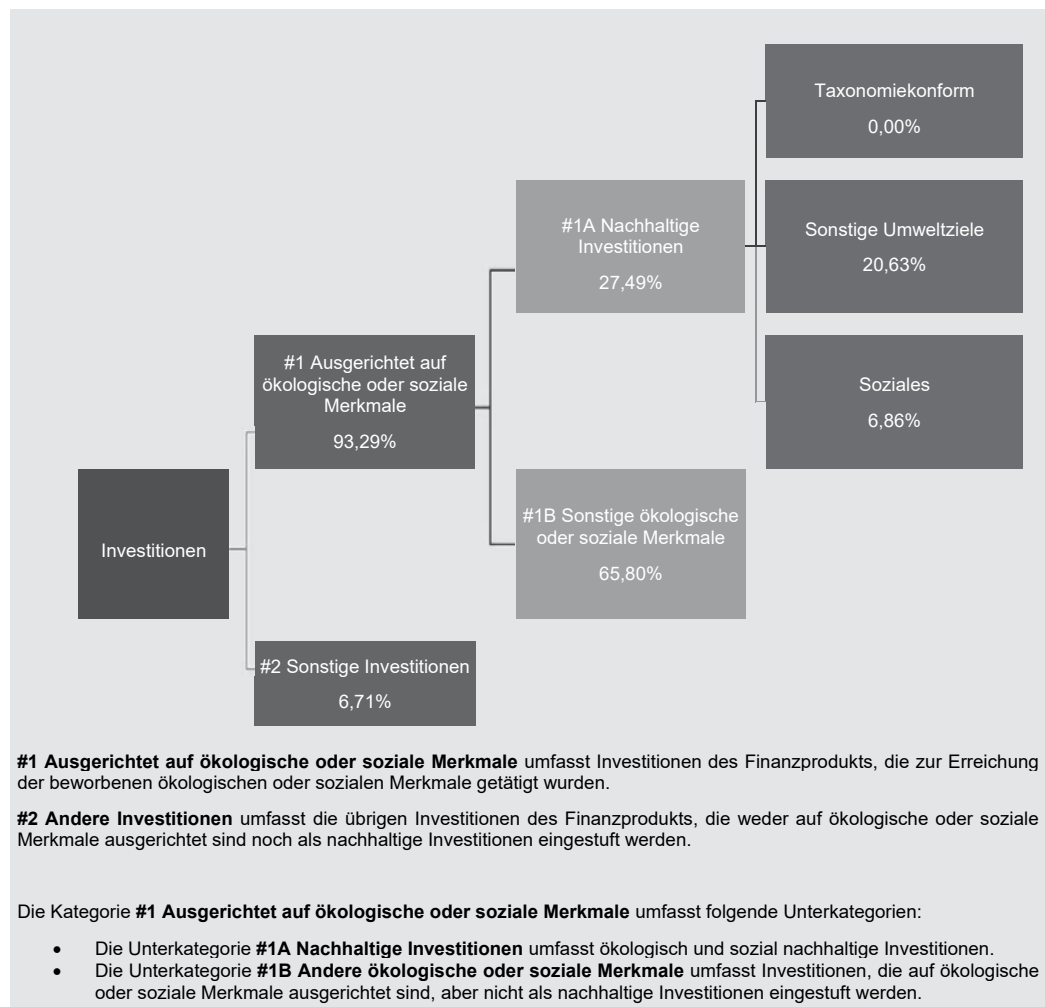 Taxonomiekonform
0,00%
#1A Nachhaltige
Investitionen
27,49%
Sonstige Umweltziele
20,63%
#1 Ausgerichtet auf
ökologische oder soziale
Merkmale
93,29%
Soziales
6,86%
Investitionen
#1B Sonstige ökologische
oder soziale Merkmale
65,80%
#2 Sonstige Investitionen
6,71%
#1 Ausgerichtet auf ökologische oder soziale Merkmale umfasst Investitionen des Finanzprodukts, die zur Erreichung
der beworbenen ökologischen oder sozialen Merkmale getätigt wurden.
#2 Andere Investitionen umfasst die übrigen Investitionen des Finanzprodukts, die weder auf ökologische oder soziale
Merkmale ausgerichtet sind noch als nachhaltige Investitionen eingestuft werden.
Die Kategorie #1 Ausgerichtet auf ökologische oder soziale Merkmale umfasst folgende Unterkategorien:
• Die Unterkategorie #1A Nachhaltige Investitionen umfasst ökologisch und sozial nachhaltige Investitionen.
• Die Unterkategorie #1B Andere ökologische oder soziale Merkmale umfasst Investitionen, die auf ökologische
oder soziale Merkmale ausgerichtet sind, aber nicht als nachhaltige Investitionen eingestuft werden.